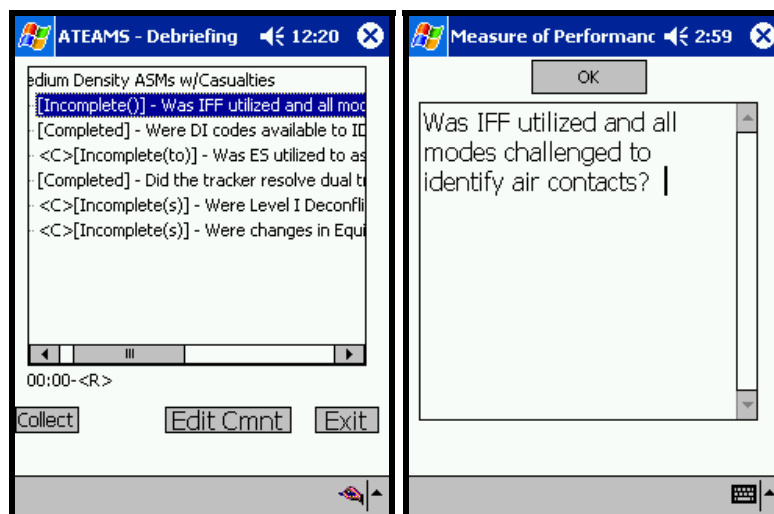 ATEAMS - Debriefing 12:20
edium Density ASMs w/Casualties
[Incomplete()] - Was IFF utilized and all moc
[Completed] - Were DI codes available to ID
<C>[Incomplete(to)] - Was ES utilized to as
[Completed] - Did the tracker resolve dual tr
<C>[Incomplete(s)] - Were Level I Deconfli
<C>[Incomplete(s)] - Were changes in Equi
00:00-<R>
Collect Edit Cmnt Exit
Measure of Performanc 2:59
OK
Was IFF utilized and all
modes challenged to
identify air contacts?